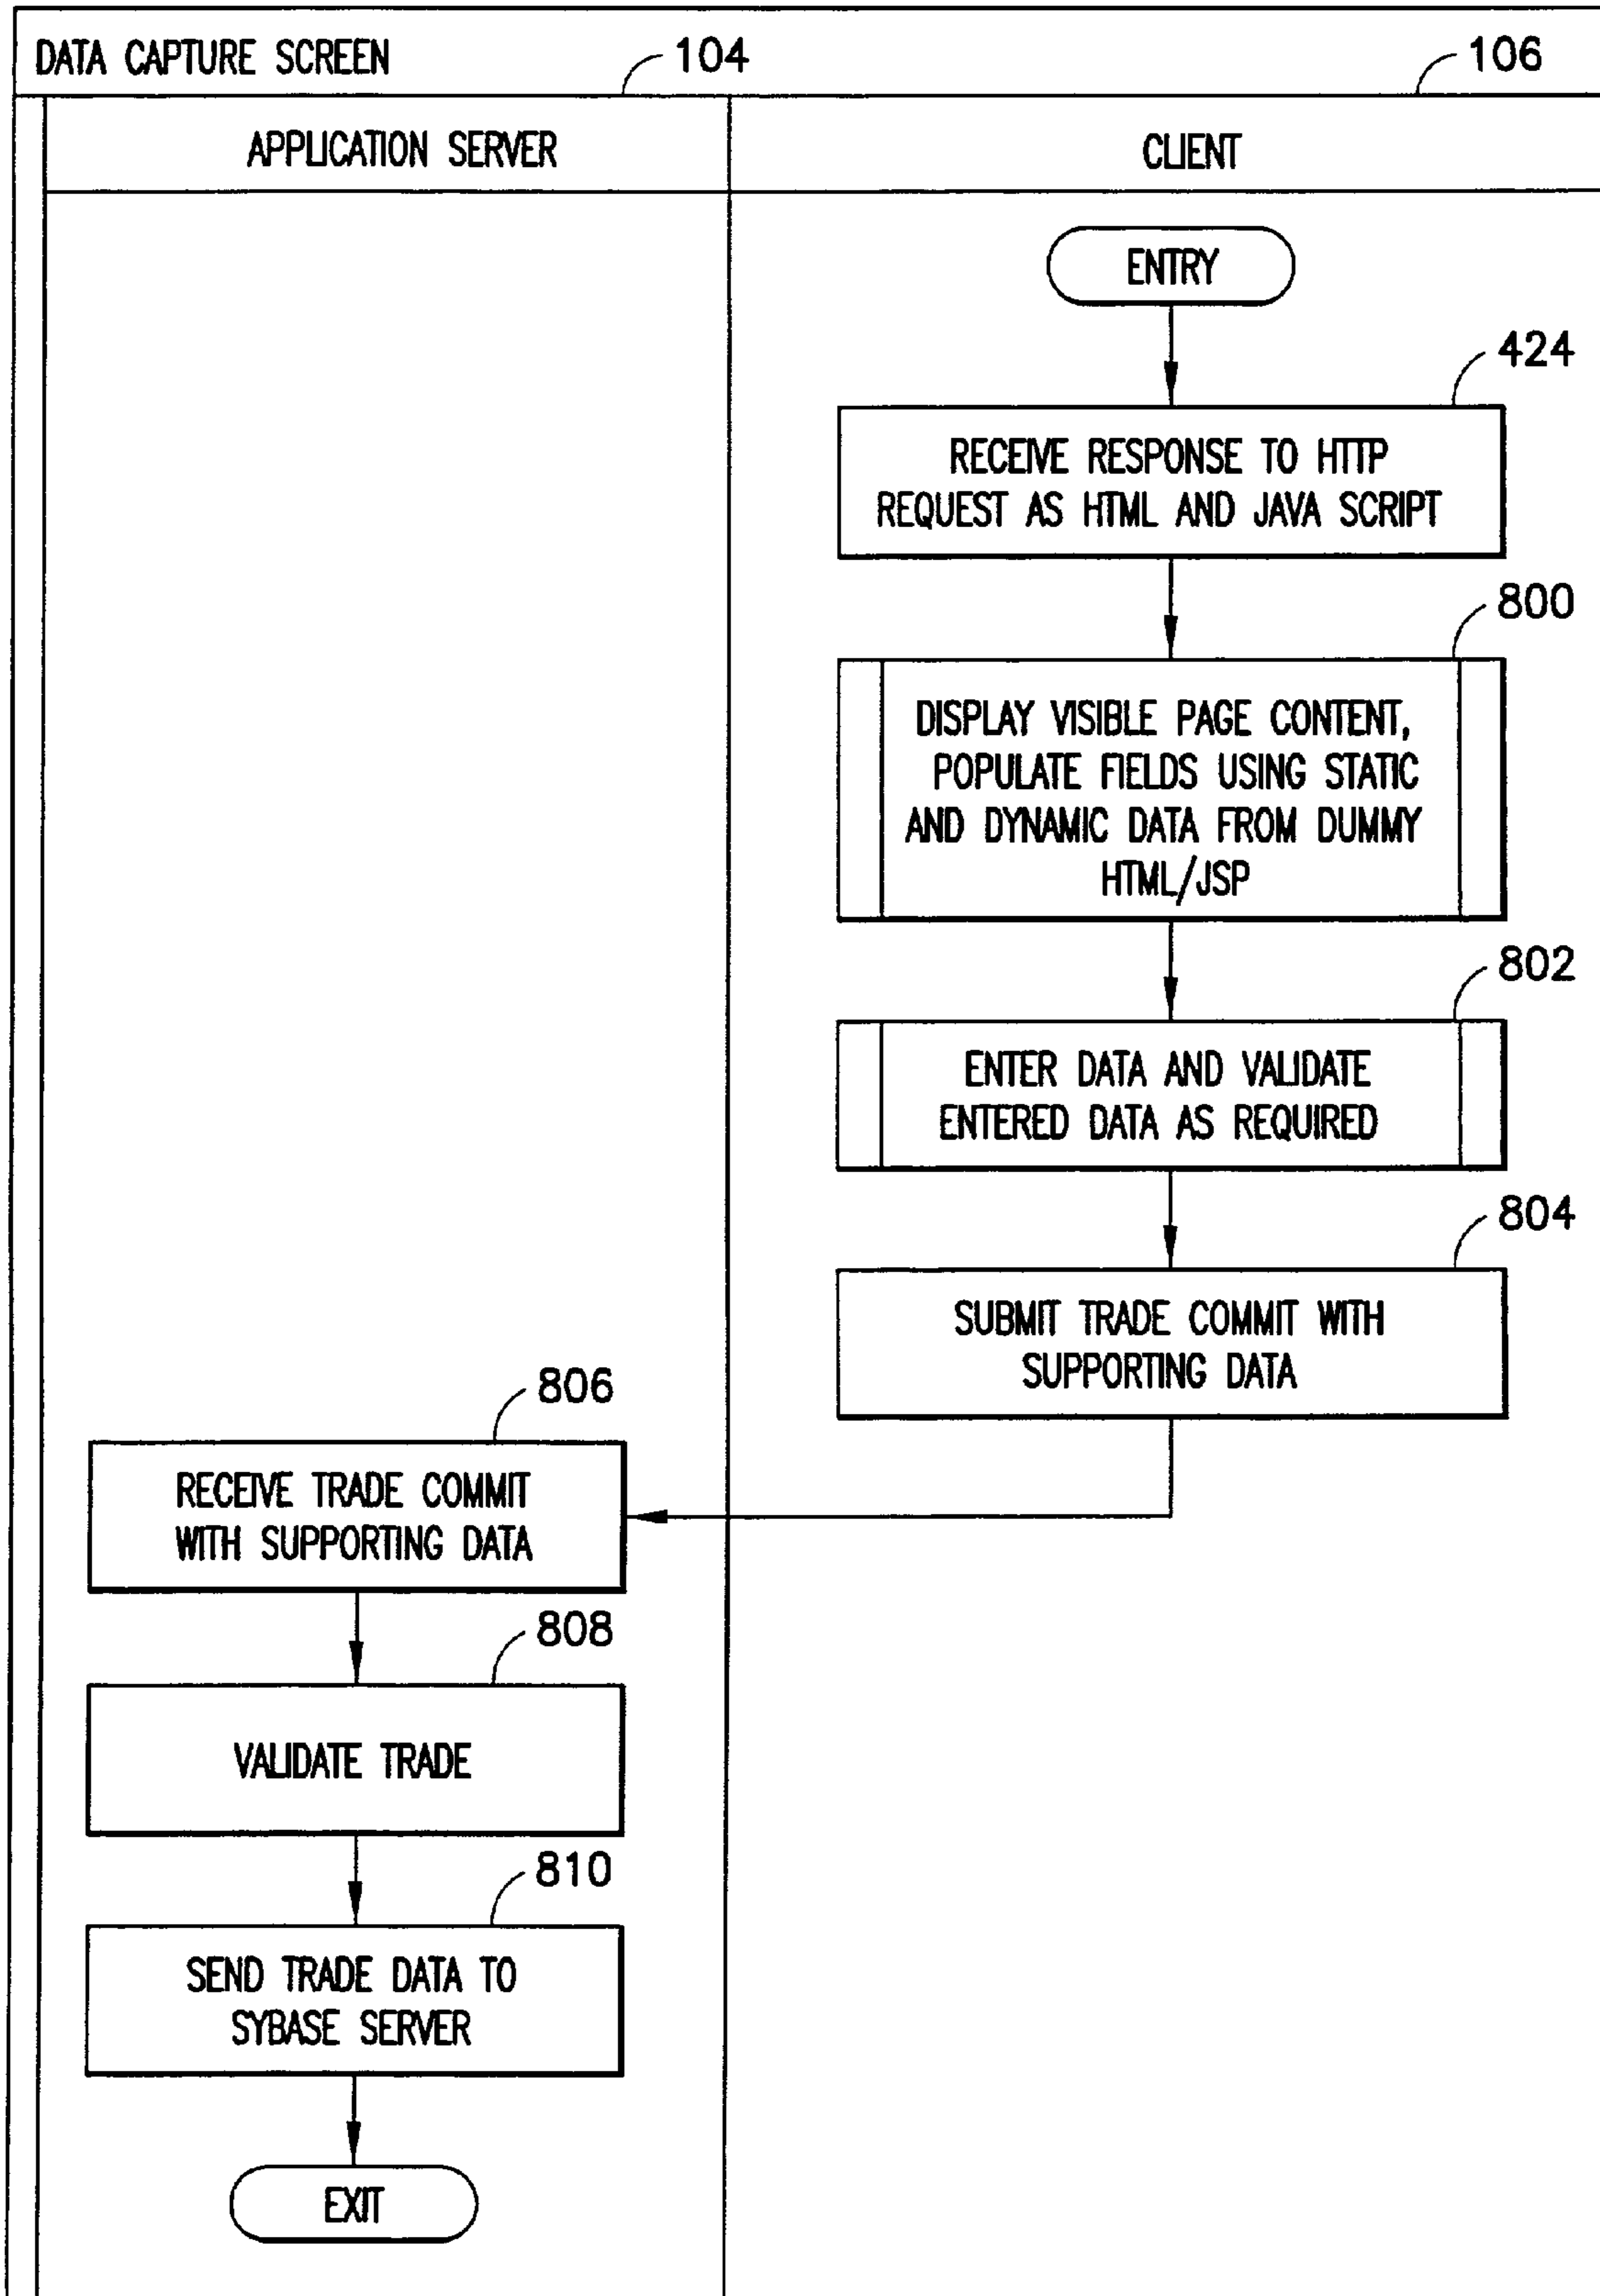 DATA CAPTURE SCREEN
104
106
APPLICATION SERVER
CLIENT
ENTRY
424
RECEIVE RESPONSE TO HTTP
REQUEST AS HTML AND JAVA SCRIPT
800
DISPLAY VISIBLE PAGE CONTENT,
POPULATE FIELDS USING STATIC
AND DYNAMIC DATA FROM DUMMY
HTML/JSP
802
ENTER DATA AND VALIDATE
ENTERED DATA AS REQUIRED
804
SUBMIT TRADE COMMIT WITH
SUPPORTING DATA
806
RECEIVE TRADE COMMIT
WITH SUPPORTING DATA
808
VALIDATE TRADE
810
SEND TRADE DATA TO
SYBASE SERVER
EXIT